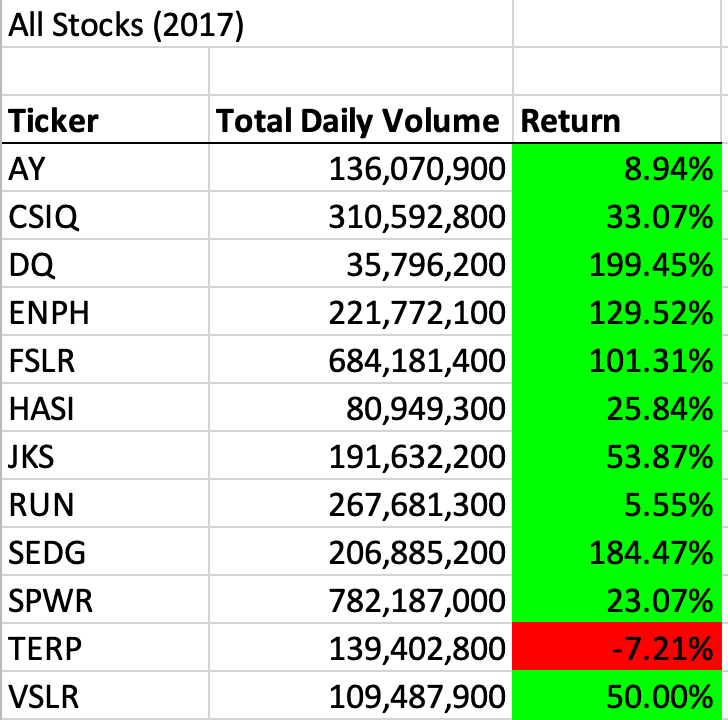 All Stocks (2017)
Ticker Total Daily Volume Return
AY 136,070,900 8.94%
CSIQ 310,592,800 33.07%
DQ 35,796,200 199.45%
ENPH 221,772,100 129.52%
FSLR 684,181,400 101.31%
HASI 80,949,300 25.84%
JKS 191,632,200 53.87%
RUN 267,681,300 5.55%
SEDG 206,885,200 184.47%
SPWR 782,187,000 23.07%
TERP 139,402,800 -7.21%
VSLR 109,487,900 50.00%